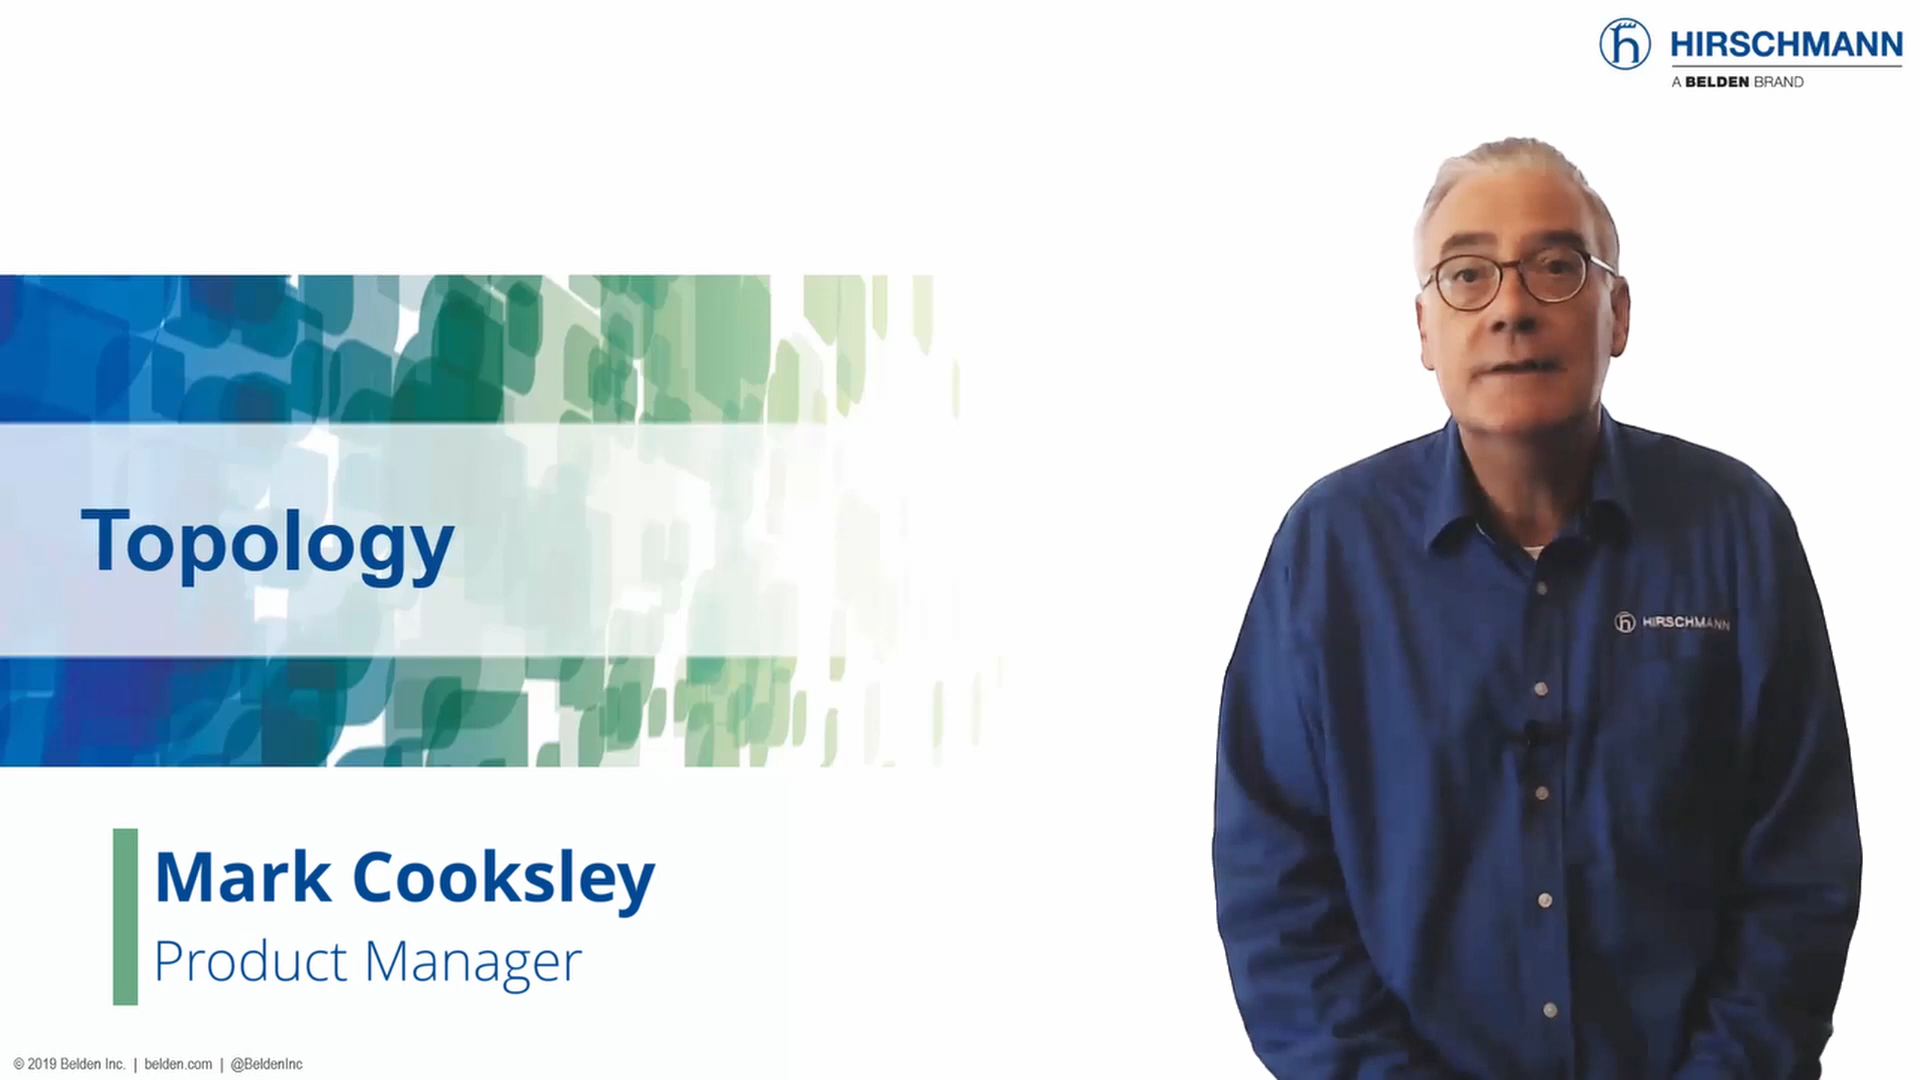 HIRSCHMANN
A BELDEN BRAND
Topology
HIRSCHMANN
Mark Cooksley
Product Manager
© 2019 Belden Inc. | belden.com | @BeldenInc